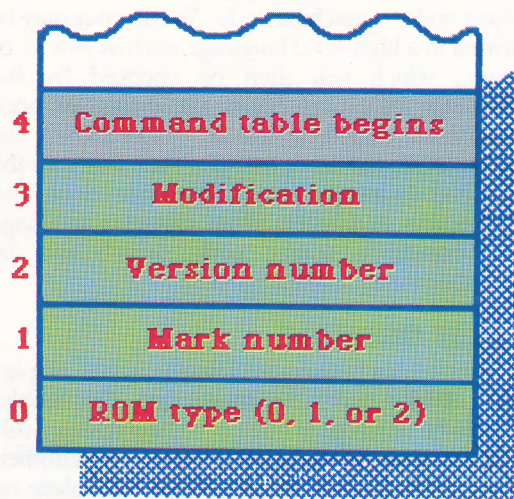 4 Command table begins
3 Modification
2 Version number
1 Mark number
0 ROM type (0, 1, or 2)